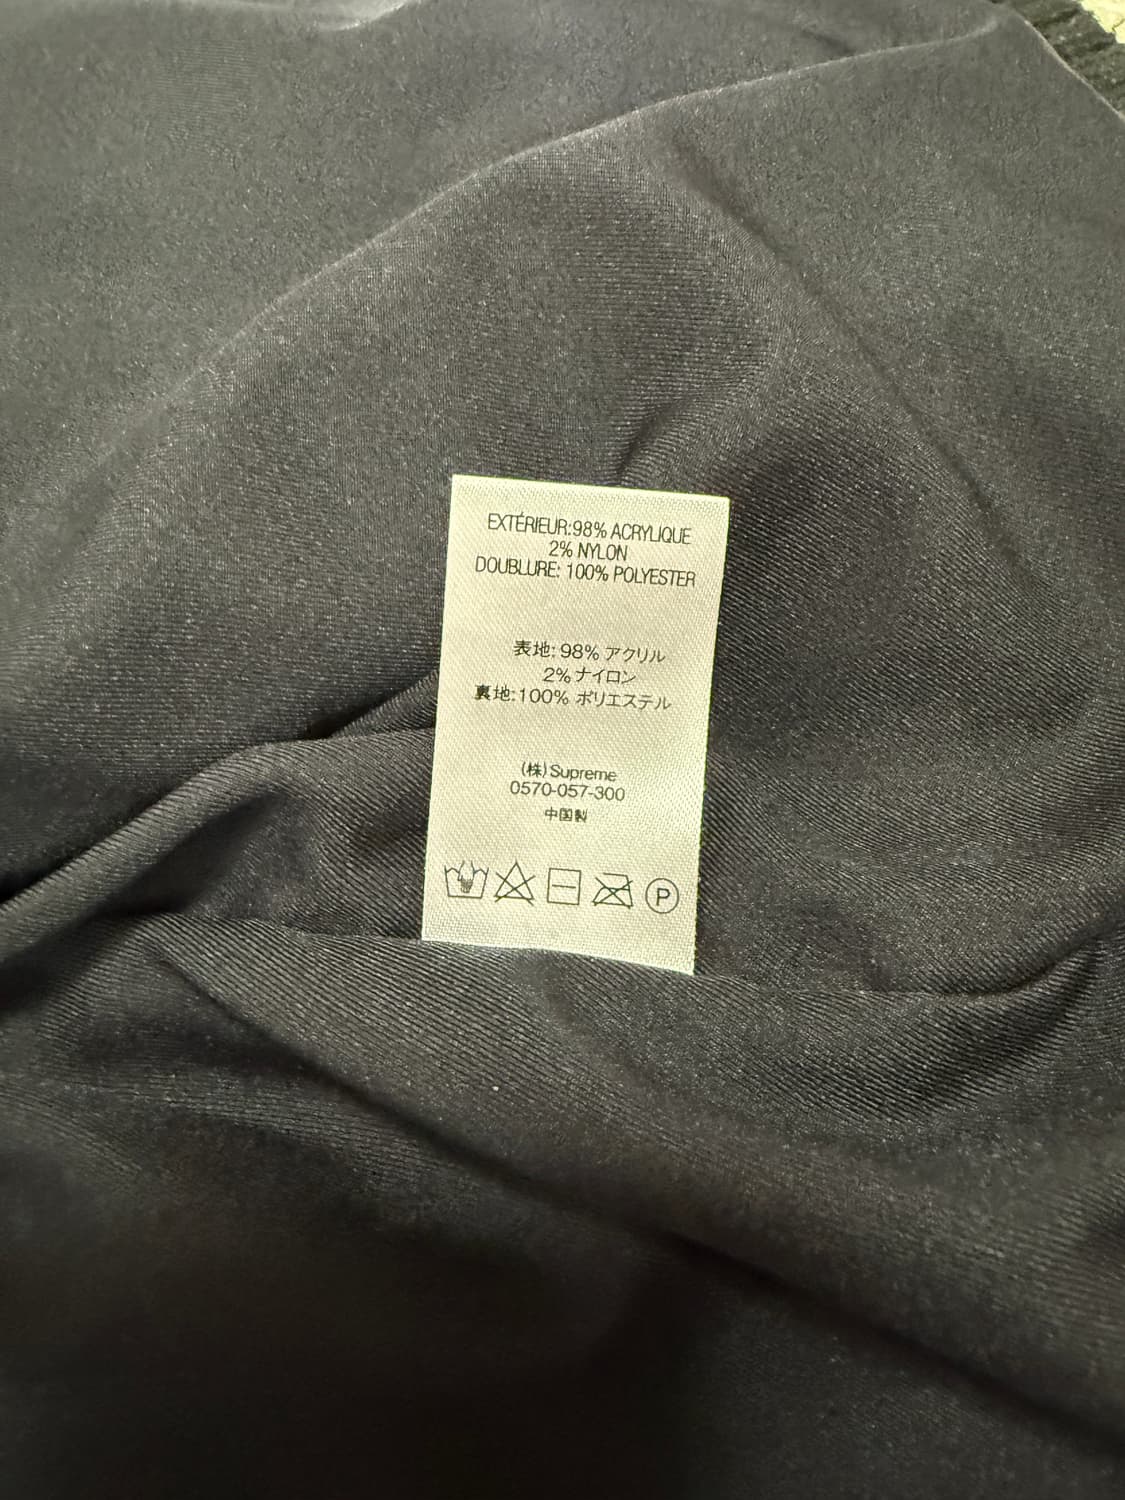 EXTÉRIEUR:98% ACRYLIQUE
2% NYLON
DOUBLURE: 100% POLYESTER
表地: 98% アクリル
2% ナイロン
裏地:100% ポリエステル
(株)Supreme
0570-057-300
中国製
P